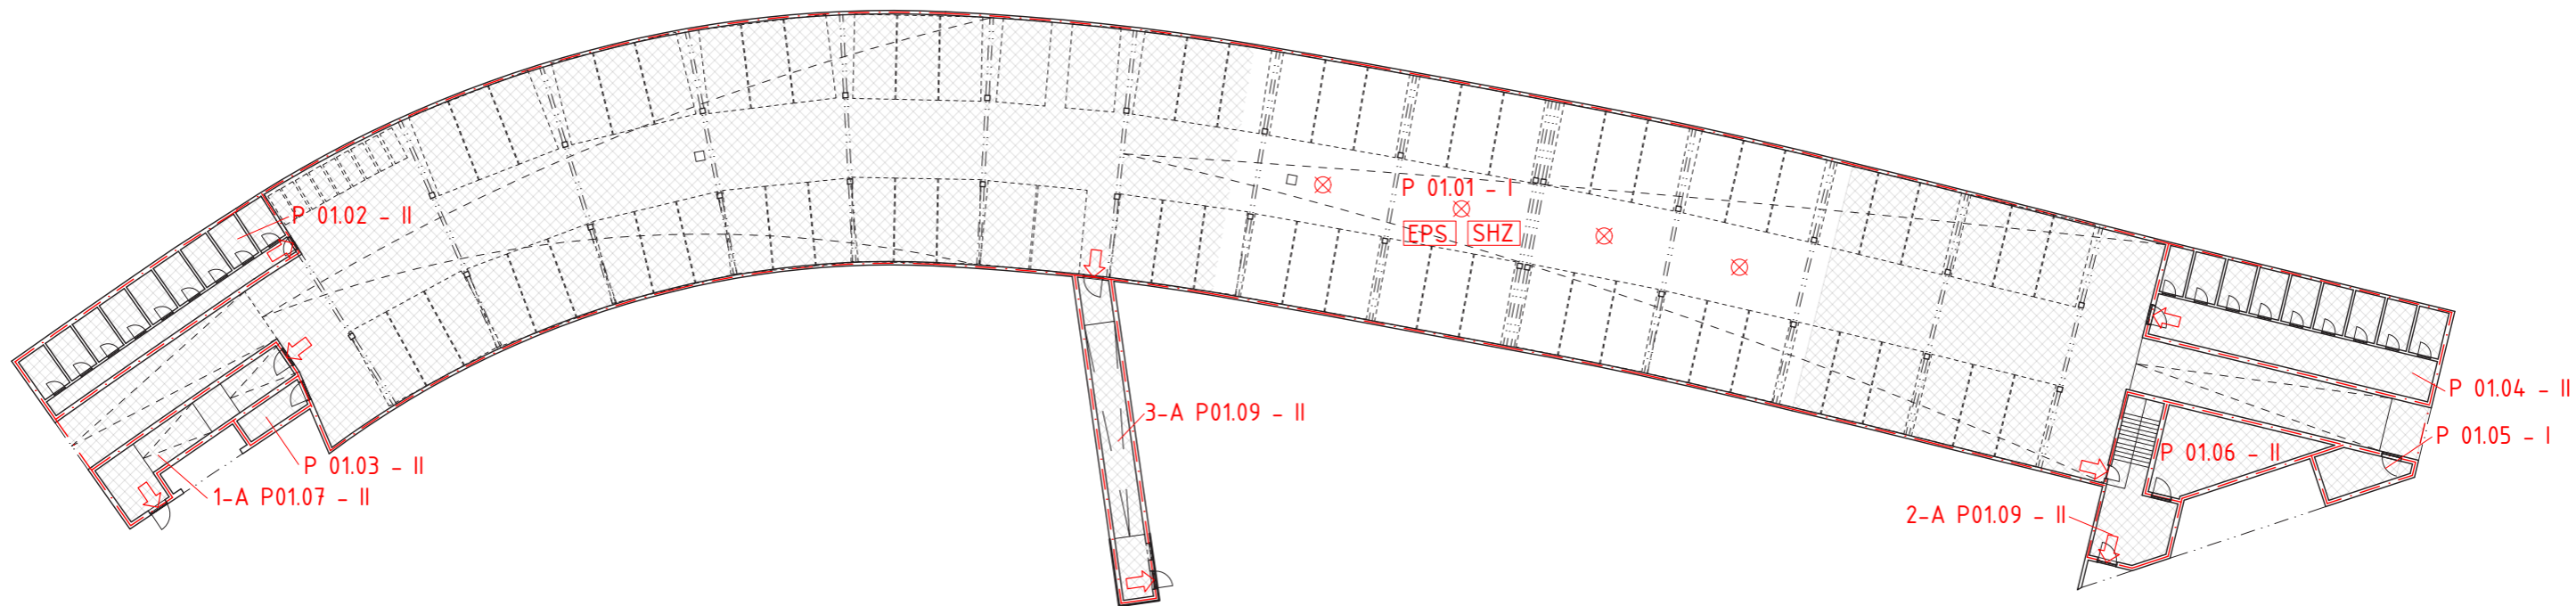 P 01.01 - I
EPS SHZ
P 01.02 - II
P 01.04 - II
3-A P01.09 - II
P 01.05 - I
P 01.06 - II
P 01.03 - II
1-A P01.07 - II
2-A P01.09 - II